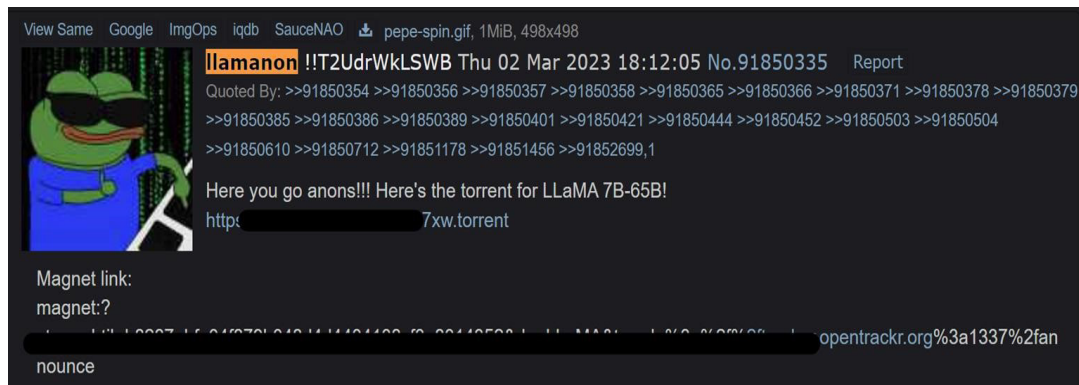 View Same Google ImgOps iqdb SauceNAO pepe-spin.gif, 1MiB, 498x498
llamanon !!T2UdrWkLSWB Thu 02 Mar 2023 18:12:05 No.91850335 Report
Quoted By: >>91850354 >>91850356 >>91850357 >>91850358 >>91850365 >>91850366 >>91850371 >>91850378 >>91850379
>>91850385 >>91850386 >>91850389 >>91850401 >>91850421 >>91850444 >>91850452 >>91850503 >>91850504
>>91850610 >>91850712 >>91851178 >>91851456 >>91852699,1
Here you go anons!!! Here's the torrent for LLaMA 7B-65B!
https 7xw.torrent
Magnet link:
magnet:?
opentrackr.org%3a1337%2fan
nounce